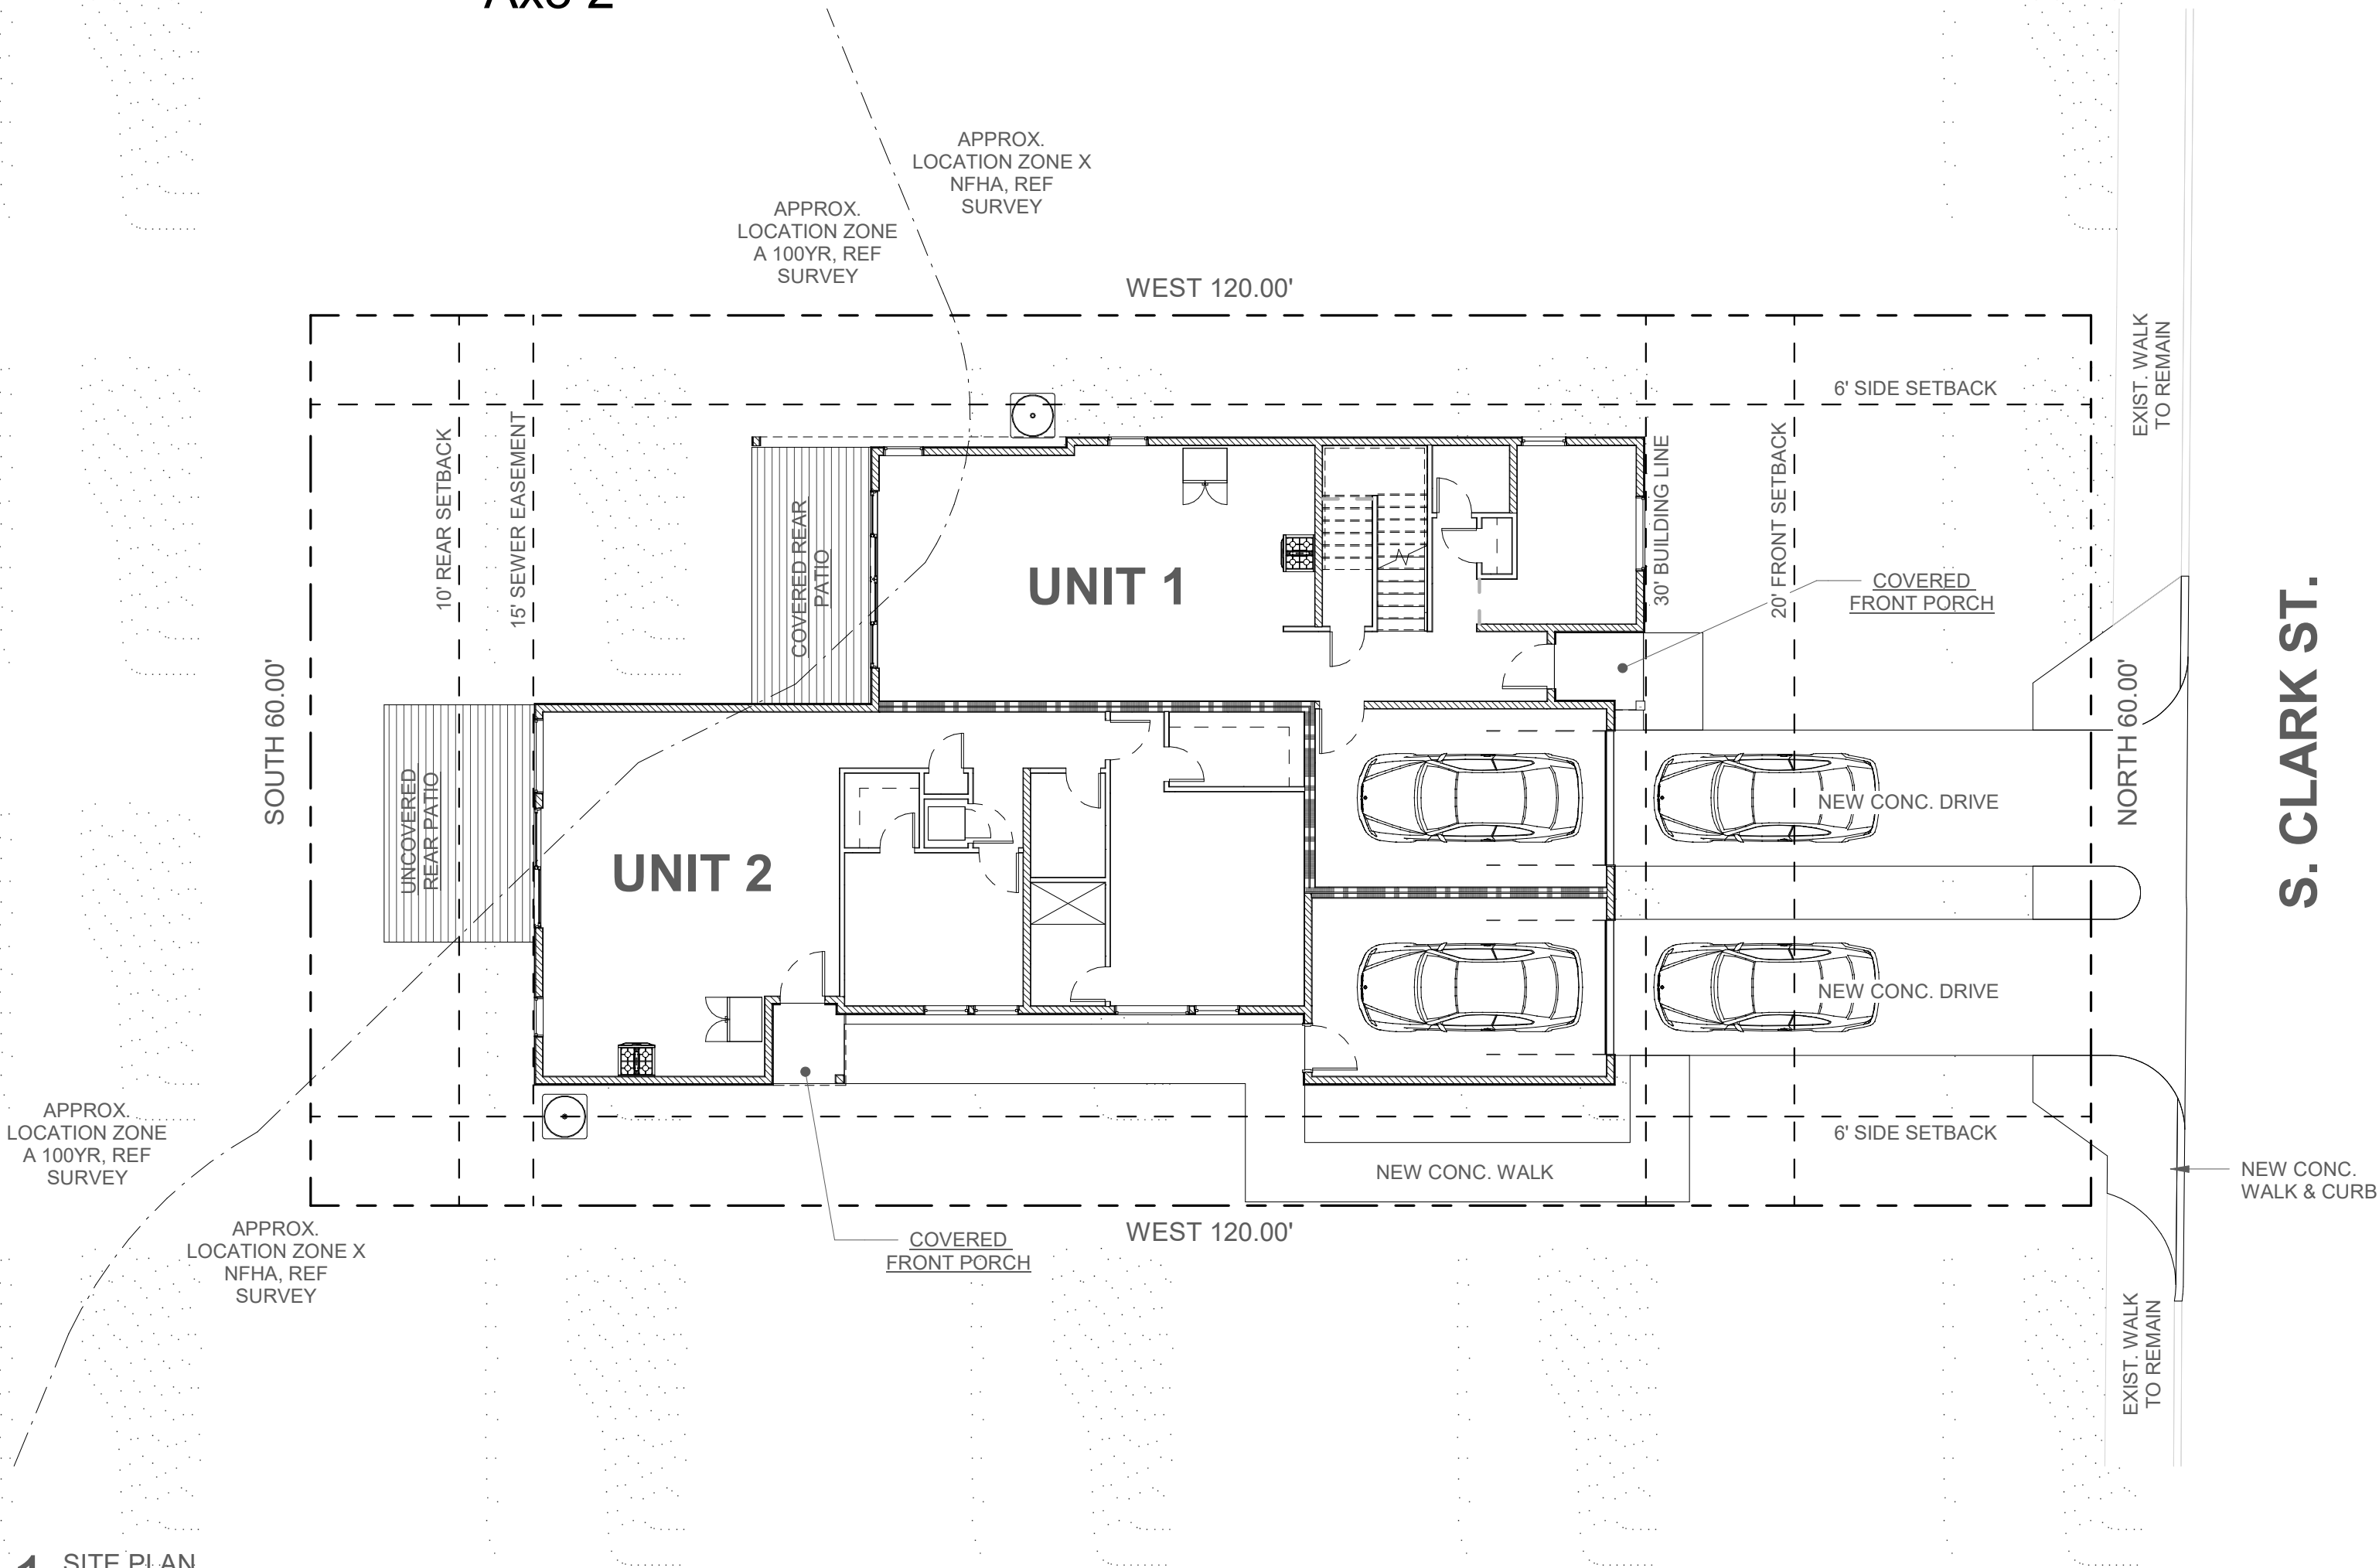 APPROX.
LOCATION ZONE X
NFHA, REF
SURVEY
APPROX.
LOCATION ZONE
A 100YR, REF
SURVEY
WEST 120.00'
EXIST. WALK
TO REMAIN
6' SIDE SETBACK
10' REAR SETBACK
15' SEWER EASEMENT
COVERED REAR
PATIO
UNIT 1
30' BUILDING LINE
20' FRONT SETBACK
COVERED
FRONT PORCH
S. CLARK ST.
SOUTH 60.00'
NORTH 60.00'
UNCOVERED
REAR PATIO
UNIT 2
NEW CONC. DRIVE
NEW CONC. DRIVE
APPROX.
LOCATION ZONE
A 100YR, REF
SURVEY
6' SIDE SETBACK
NEW CONC. WALK
NEW CONC.
WALK & CURB
APPROX.
LOCATION ZONE X
NFHA, REF
SURVEY
COVERED
FRONT PORCH
WEST 120.00'
EXIST. WALK
TO REMAIN
1 SITE PLAN